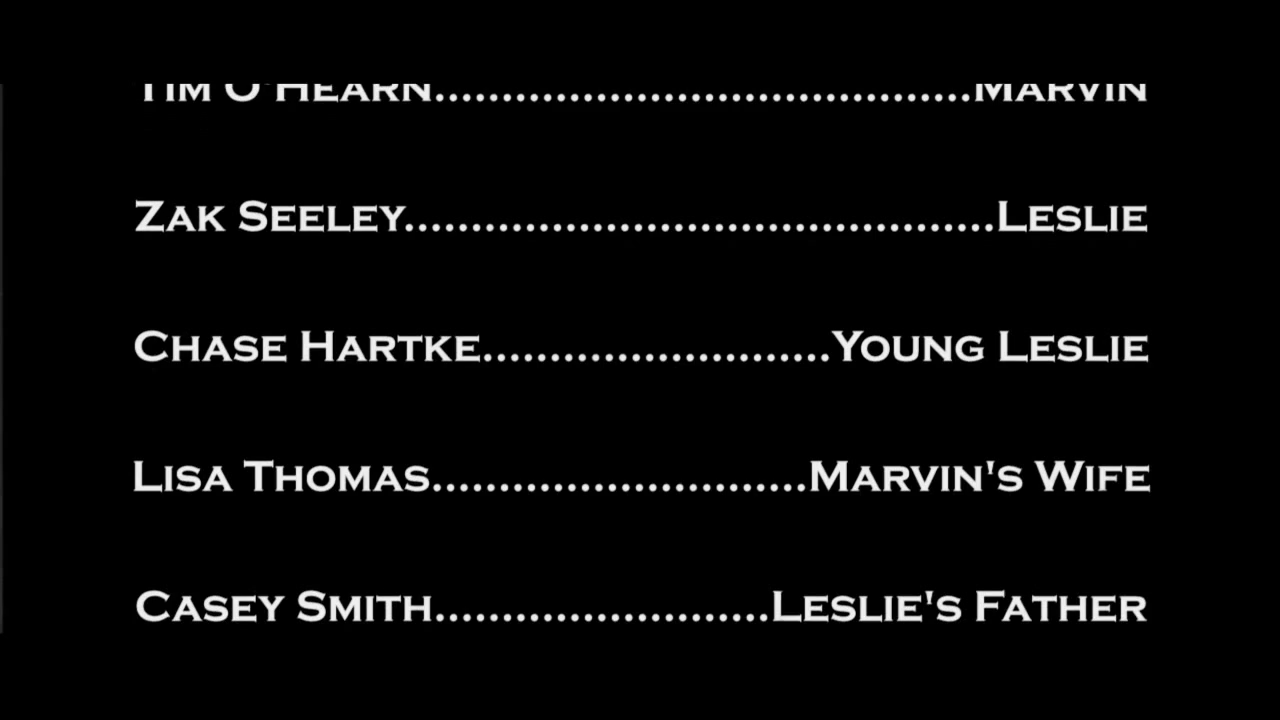 Tim O'Hearn........................................Marvin
Zak Seeley............................................Leslie
Chase Hartke..........................Young Leslie
Lisa Thomas............................Marvin's Wife
Casey Smith.........................Leslie's Father